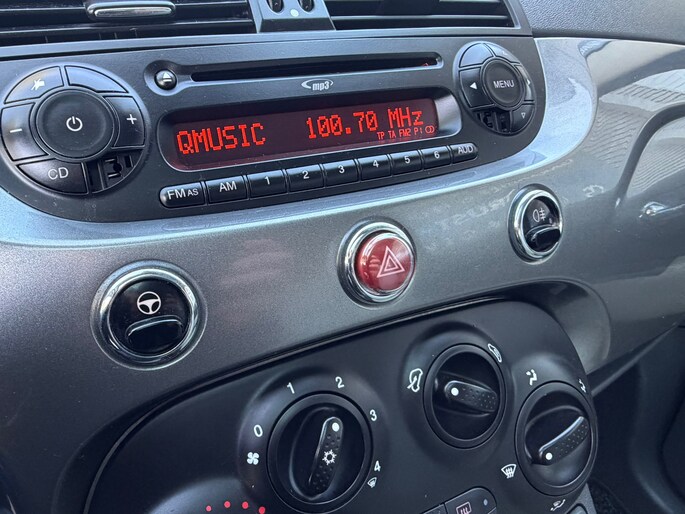 mp3
MENU
QMUSIC 100.70 MHz
TP TA FM2 P1
CD
FM AS AM 1 2 3 4 5 6 AUD
0 1 2 3 4